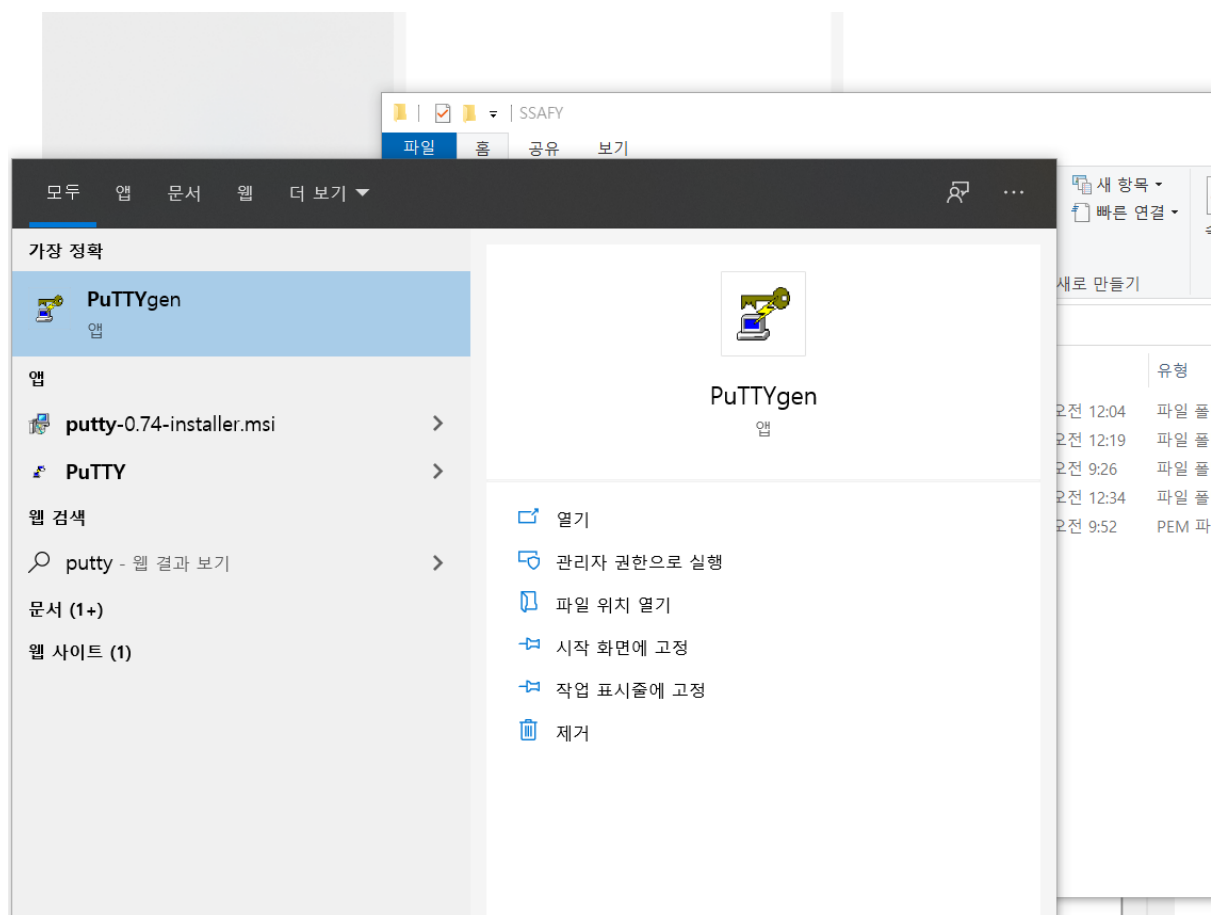 SSAFY
파일 홈 공유 보기
새 항목
빠른 연결
새로 만들기
모두 앱 문서 웹 더 보기
가장 정확
PuTTYgen
앱
앱
putty-0.74-installer.msi
PuTTY
웹 검색
putty - 웹 결과 보기
문서 (1+)
웹 사이트 (1)
PuTTYgen
앱
열기
관리자 권한으로 실행
파일 위치 열기
시작 화면에 고정
작업 표시줄에 고정
제거
유형
오전 12:04 파일 폴
오전 12:19 파일 폴
오전 9:26 파일 폴
오전 12:34 파일 폴
오전 9:52 PEM 파